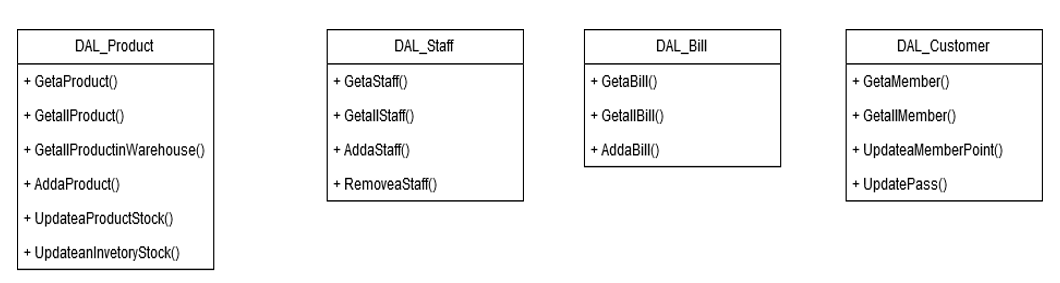 DAL_Product
+ GetaProduct()
+ GetallProduct()
+ GetallProductinWarehouse()
+ AddaProduct()
+ UpdateaProductStock()
+ UpdateanInvetoryStock()
DAL_Staff
+ GetaStaff()
+ GetallStaff()
+ AddaStaff()
+ RemoveaStaff()
DAL_Bill
+ GetaBill()
+ GetallBill()
+ AddaBill()
DAL_Customer
+ GetaMember()
+ GetallMember()
+ UpdateaMemberPoint()
+ UpdatePass()